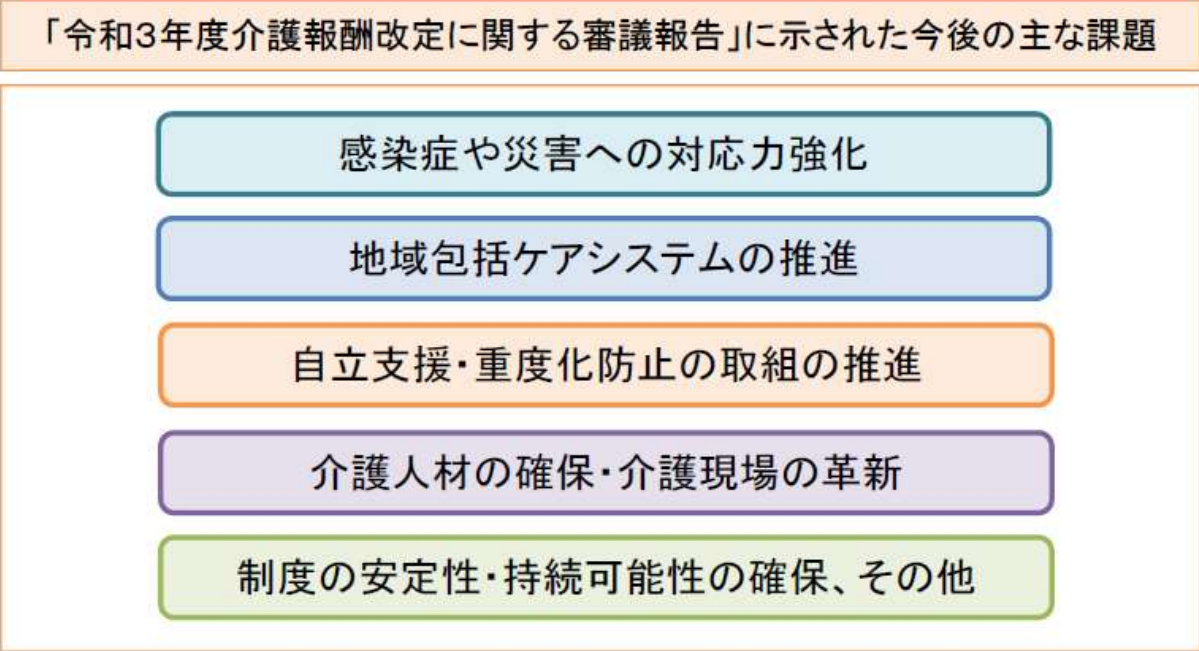 「令和3年度介護報酬改定に関する審議報告」に示された今後の主な課題
感染症や災害への対応力強化
地域包括ケアシステムの推進
自立支援・重度化防止の取組の推進
介護人材の確保・介護現場の革新
制度の安定性・持続可能性の確保、その他